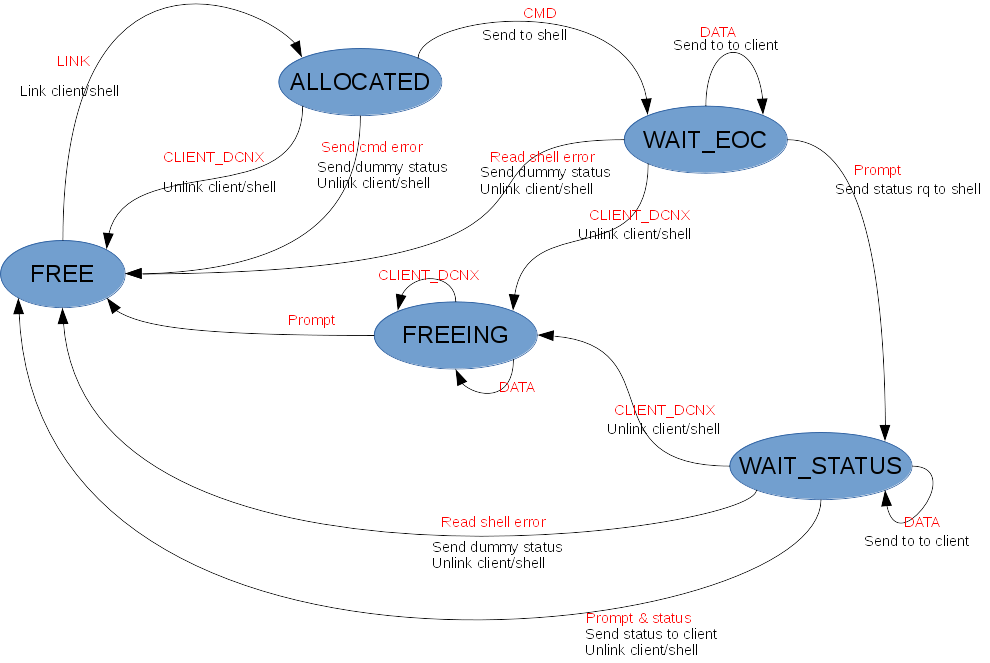 CMD
Send to shell
DATA
Send to to client
LINK
Link client/shell
ALLOCATED
WAIT_EOC
CLIENT_DCNX
Unlink client/shell
Send cmd error
Send dummy status
Unlink client/shell
Read shell error
Send dummy status
Unlink client/shell
Prompt
Send status rq to shell
CLIENT_DCNX
Unlink client/shell
FREE
CLIENT_DCNX
Prompt
FREEING
DATA
CLIENT_DCNX
Unlink client/shell
WAIT_STATUS
DATA
Send to to client
Read shell error
Send dummy status
Unlink client/shell
Prompt & status
Send status to client
Unlink client/shell